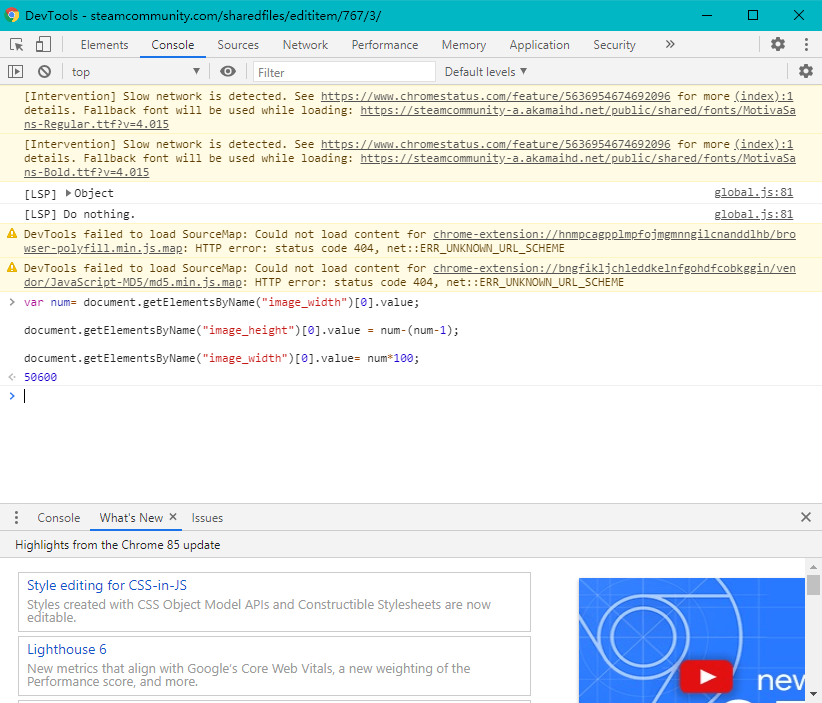 DevTools - steamcommunity.com/sharedfiles/edititem/767/3/
Elements Console Sources Network Performance Memory Application Security »
top Filter Default levels
[Intervention] Slow network is detected. See https://www.chromestatus.com/feature/5636954674692096 for more (index):1
details. Fallback font will be used while loading: https://steamcommunity-a.akamaihd.net/public/shared/fonts/MotivaSa
ns-Regular.ttf?v=4.015
[Intervention] Slow network is detected. See https://www.chromestatus.com/feature/5636954674692096 for more (index):1
details. Fallback font will be used while loading: https://steamcommunity-a.akamaihd.net/public/shared/fonts/MotivaSa
ns-Bold.ttf?v=4.015
[LSP] Object global.js:81
[LSP] Do nothing. global.js:81
DevTools failed to load SourceMap: Could not load content for chrome-extension://hnmpcagpplmpfojmgmnngilcnanddlhb/bro
wser-polyfill.min.js.map: HTTP error: status code 404, net::ERR_UNKNOWN_URL_SCHEME
DevTools failed to load SourceMap: Could not load content for chrome-extension://bngfikljchleddkelnfgohdfcobkggin/ven
dor/JavaScript-MD5/md5.min.js.map: HTTP error: status code 404, net::ERR_UNKNOWN_URL_SCHEME
var num= document.getElementsByName("image_width")[0].value;
document.getElementsByName("image_height")[0].value = num-(num-1);
document.getElementsByName("image_width")[0].value= num*100;
50600
Console What's New Issues
Highlights from the Chrome 85 update
Style editing for CSS-in-JS
Styles created with CSS Object Model APIs and Constructible Stylesheets are now
editable.
Lighthouse 6
New metrics that align with Google's Core Web Vitals, a new weighting of the
Performance score, and more.
new